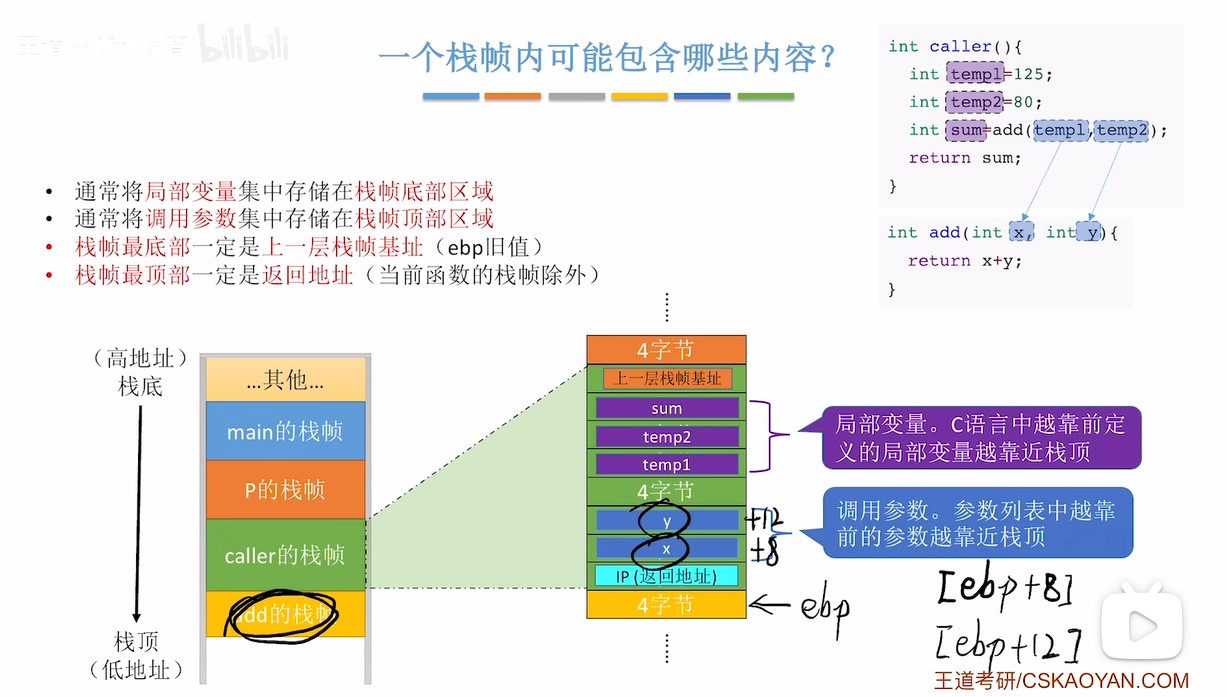 bilibili
一个栈帧内可能包含哪些内容？
int caller(){
int temp1=125;
int temp2=80;
int sum=add(temp1,temp2);
return sum;
}
int add(int x, int y){
return x+y;
}
• 通常将局部变量集中存储在栈帧底部区域
• 通常将调用参数集中存储在栈帧顶部区域
• 栈帧最底部一定是上一层栈帧基址（ebp旧值）
• 栈帧最顶部一定是返回地址（当前函数的栈帧除外）
（高地址）
栈底
...其他...
main的栈帧
P的栈帧
caller的栈帧
add的栈帧
栈顶
（低地址）
4字节
上一层栈帧基址
sum
temp2
temp1
4字节
y
+12
x
+8
IP (返回地址)
4字节
ebp
局部变量。C语言中越靠前定
义的局部变量越靠近栈顶
调用参数。参数列表中越靠
前的参数越靠近栈顶
[ebp+8]
[ebp+12]
王道考研/CSKAOYAN.COM